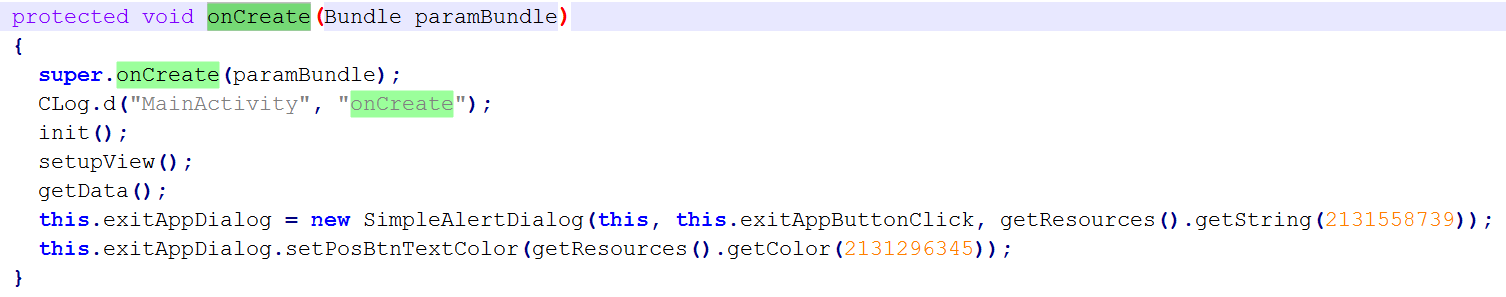 protected void onCreate(Bundle paramBundle)
{
  super.onCreate(paramBundle);
  CLog.d("MainActivity", "onCreate");
  init();
  setupView();
  getData();
  this.exitAppDialog = new SimpleAlertDialog(this, this.exitAppButtonClick, getResources().getString(2131558739));
  this.exitAppDialog.setPosBtnTextColor(getResources().getColor(2131296345));
}